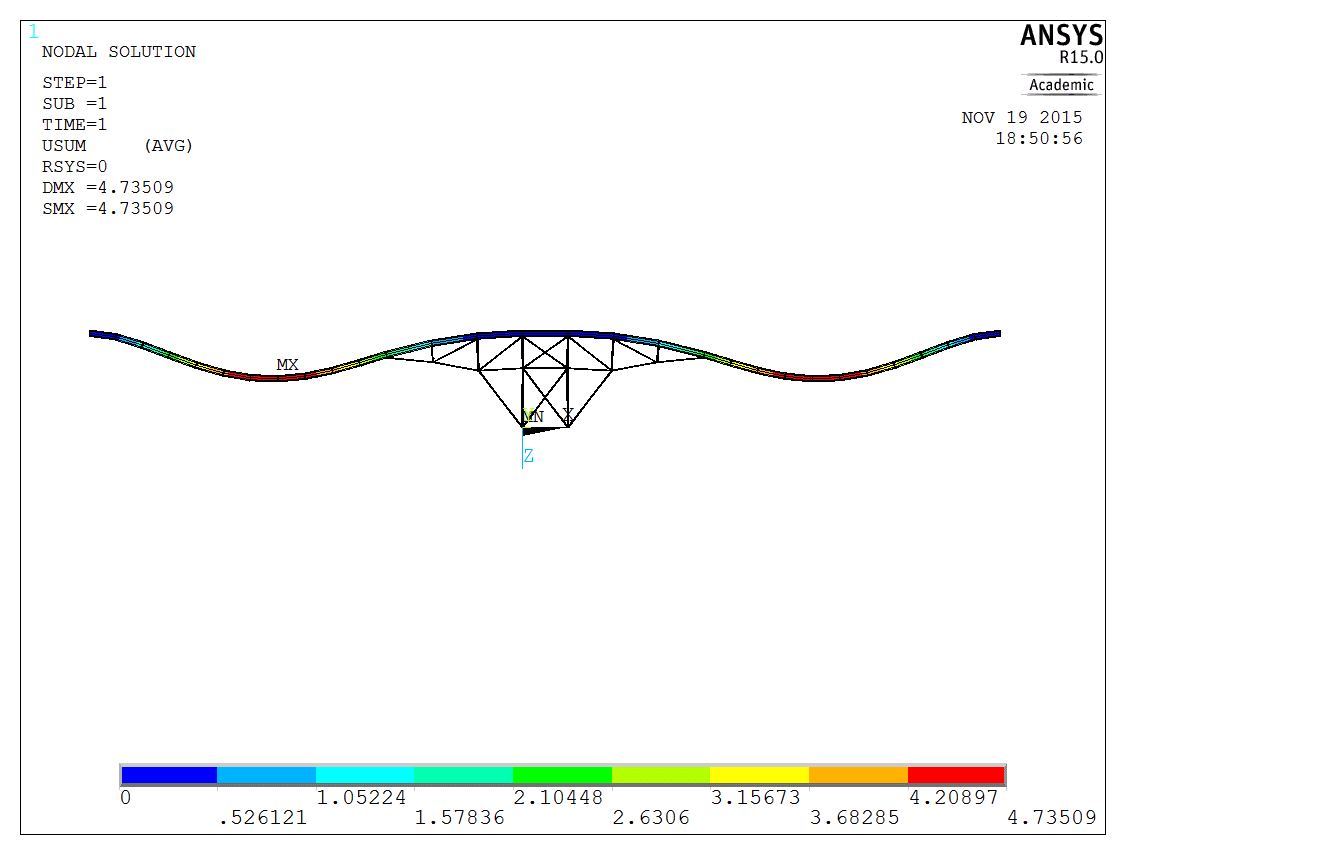 1
NODAL SOLUTION
STEP=1
SUB =1
TIME=1
USUM (AVG)
RSYS=0
DMX =4.73509
SMX =4.73509
ANSYS
R15.0
Academic
NOV 19 2015
18:50:56
MX
MN X
Z
0 1.05224 2.10448 3.15673 4.20897
.526121 1.57836 2.6306 3.68285 4.73509